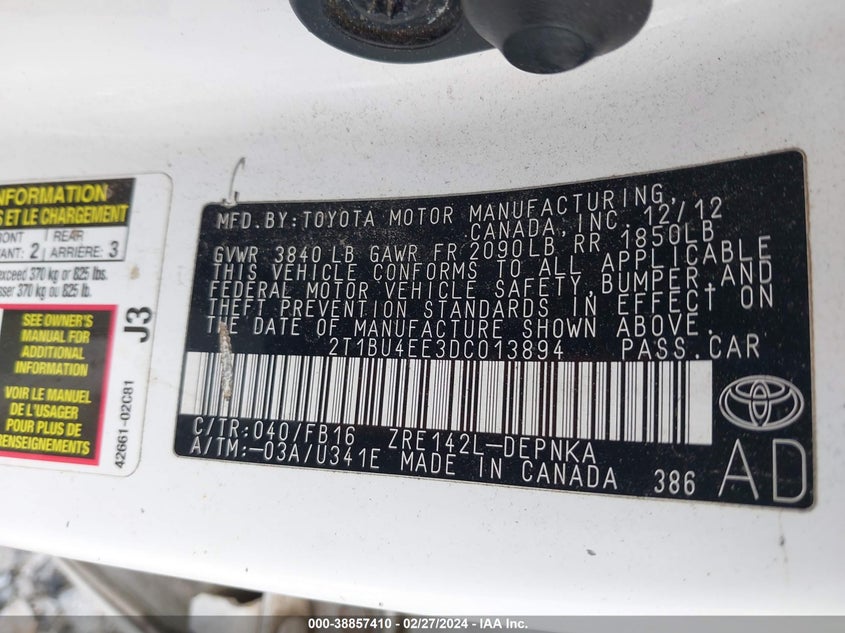 INFORMATION
S ET LE CHARGEMENT
RONT 2 REAR 3
VANT: ARRIÈRE:
exceed 370 kg or 825 lbs.
sser 370 kg ou 825 lb.
SEE OWNER'S
MANUAL FOR
ADDITIONAL
INFORMATION
VOIR LE MANUEL
DE L'USAGER
POUR PLUS DE
RENSEIGNEMENTS
J3
42661-02C81
MFD.BY:TOYOTA MOTOR MANUFACTURING,
CANADA,INC. 12/12
GVWR 3840 LB GAWR FR 2090LB RR 1850LB
THIS VEHICLE CONFORMS TO ALL APPLICABLE
FEDERAL MOTOR VEHICLE SAFETY,BUMPER,AND
THEFT PREVENTION STANDARDS IN EFFECT ON
THE DATE OF MANUFACTURE SHOWN ABOVE.
2T1BU4EE3DC013894 PASS.CAR
C/TR:040/FB16 ZRE142L-DEPNKA
A/TM:-03A/U341E MADE IN CANADA 386
AD
000-38857410 / 02/27/2024 - IAA Inc.